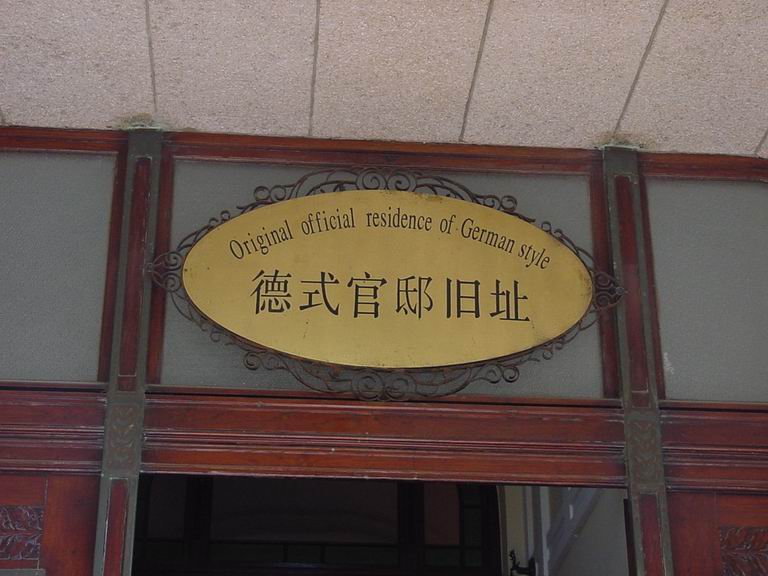 Original official residence of German style
德式官邸旧址